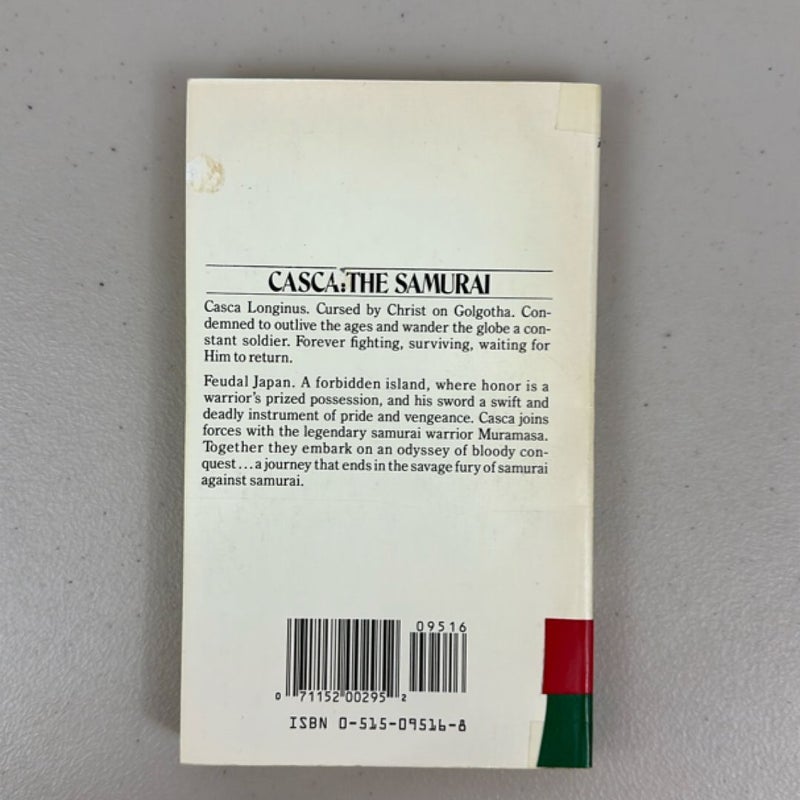 CASCA: THE SAMURAI
Casca Longinus. Cursed by Christ on Golgotha. Con-
demned to outlive the ages and wander the globe a con-
stant soldier. Forever fighting, surviving, waiting for
Him to return.
Feudal Japan. A forbidden island, where honor is a
warrior's prized possession, and his sword a swift and
deadly instrument of pride and vengeance. Casca joins
forces with the legendary samurai warrior Muramasa.
Together they embark on an odyssey of bloody con-
quest...a journey that ends in the savage fury of samurai
against samurai.
09516
0 71152 00295 2
ISBN 0-515-09516-8